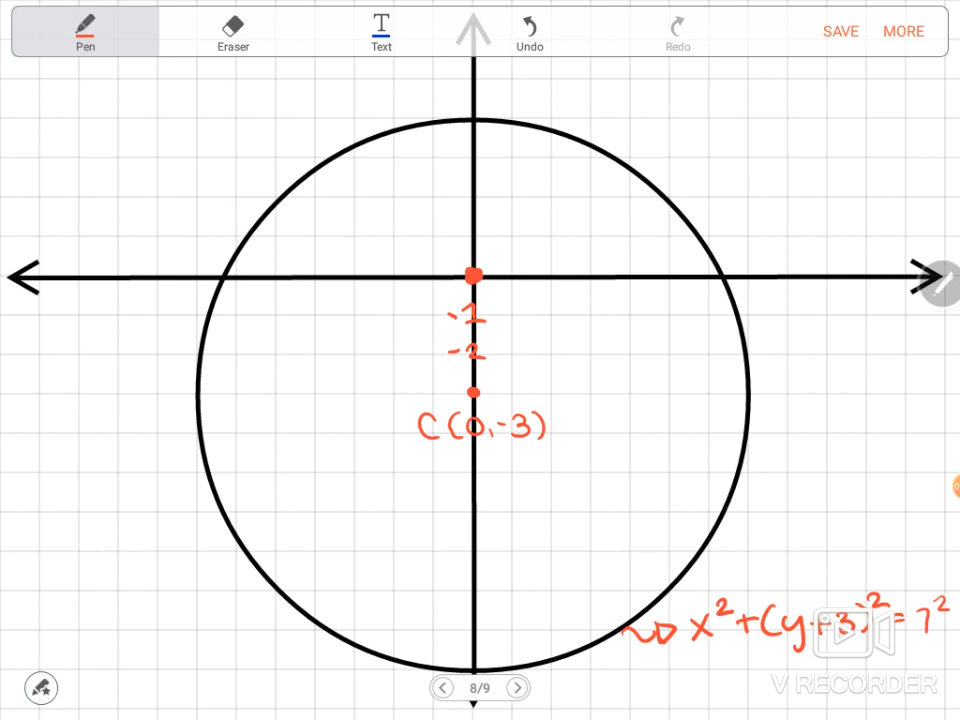 Pen Eraser Text Undo Redo SAVE MORE
-1
-2
C(0,-3)
x²+(y+3)²=7²
8/9
V RECORDER